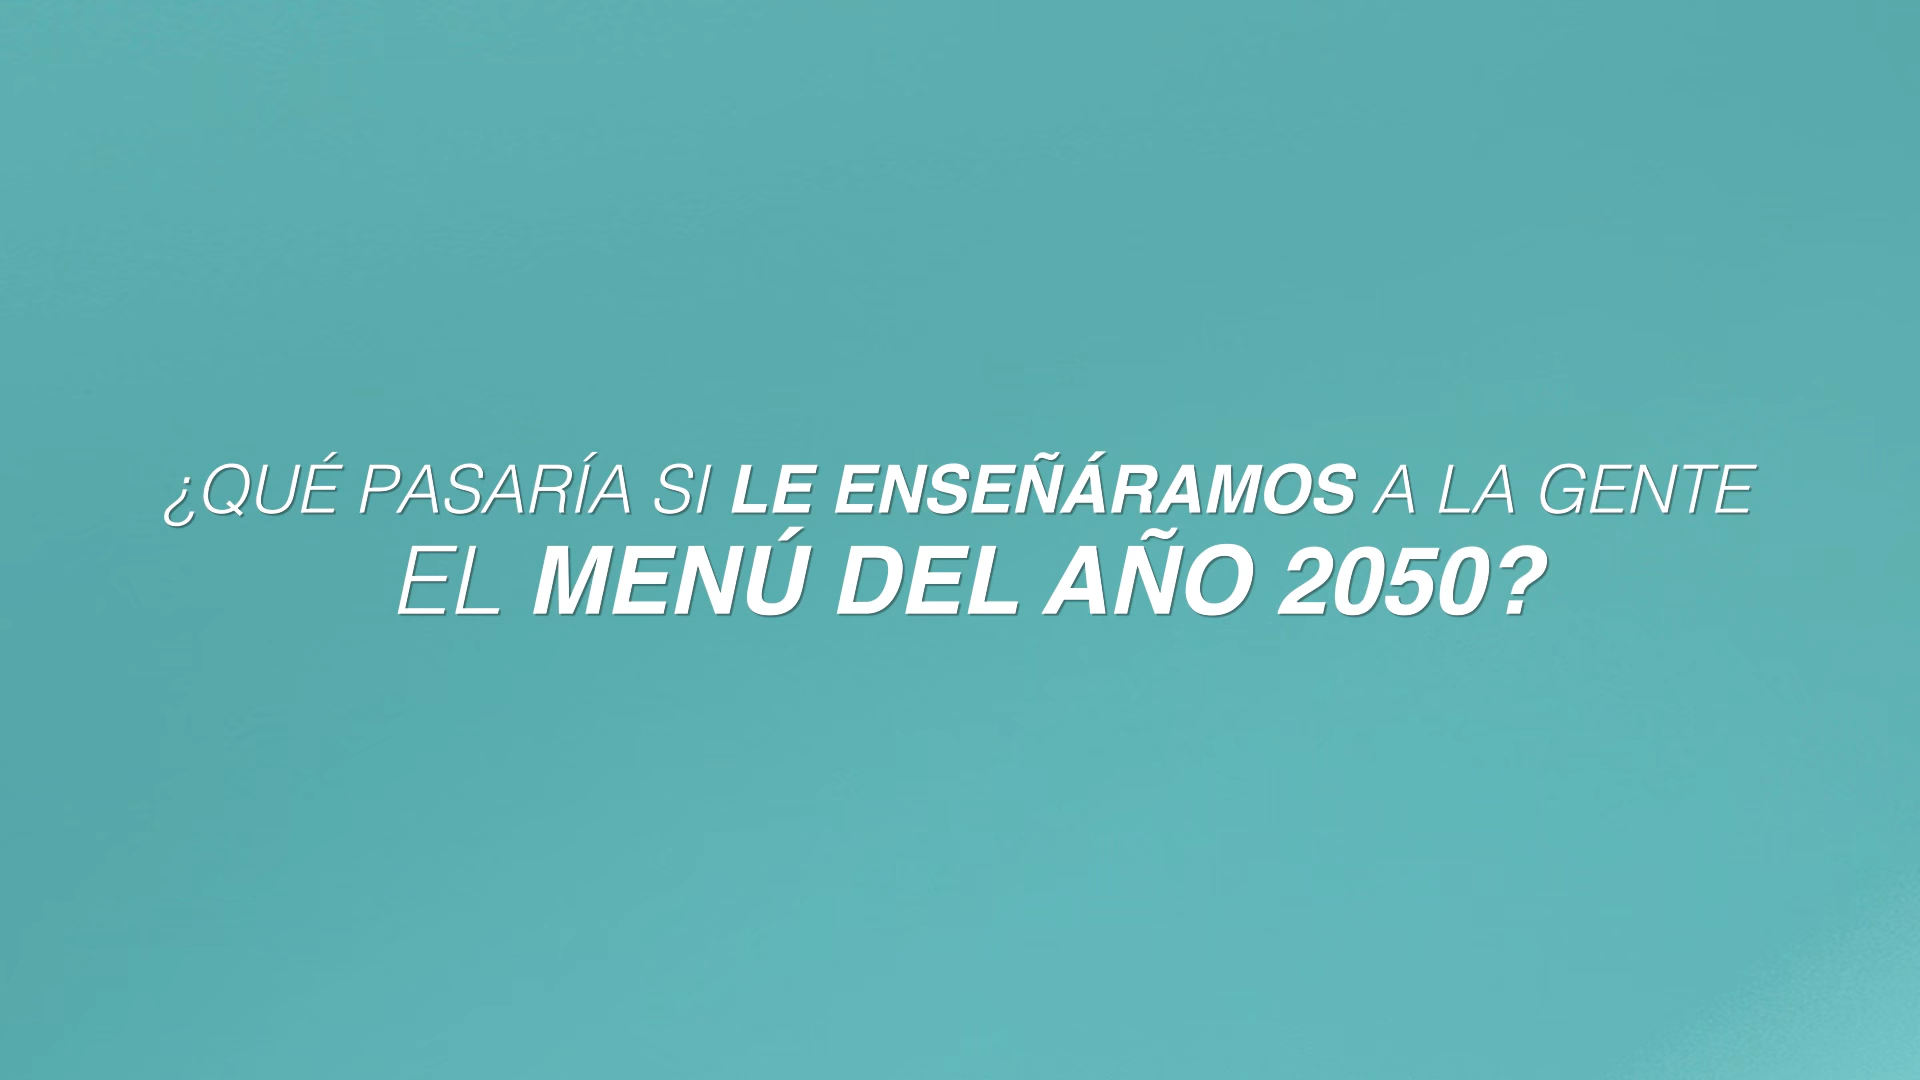 ¿QUÉ PASARÍA SI LE ENSEÑÁRAMOS A LA GENTE
EL MENÚ DEL AÑO 2050?